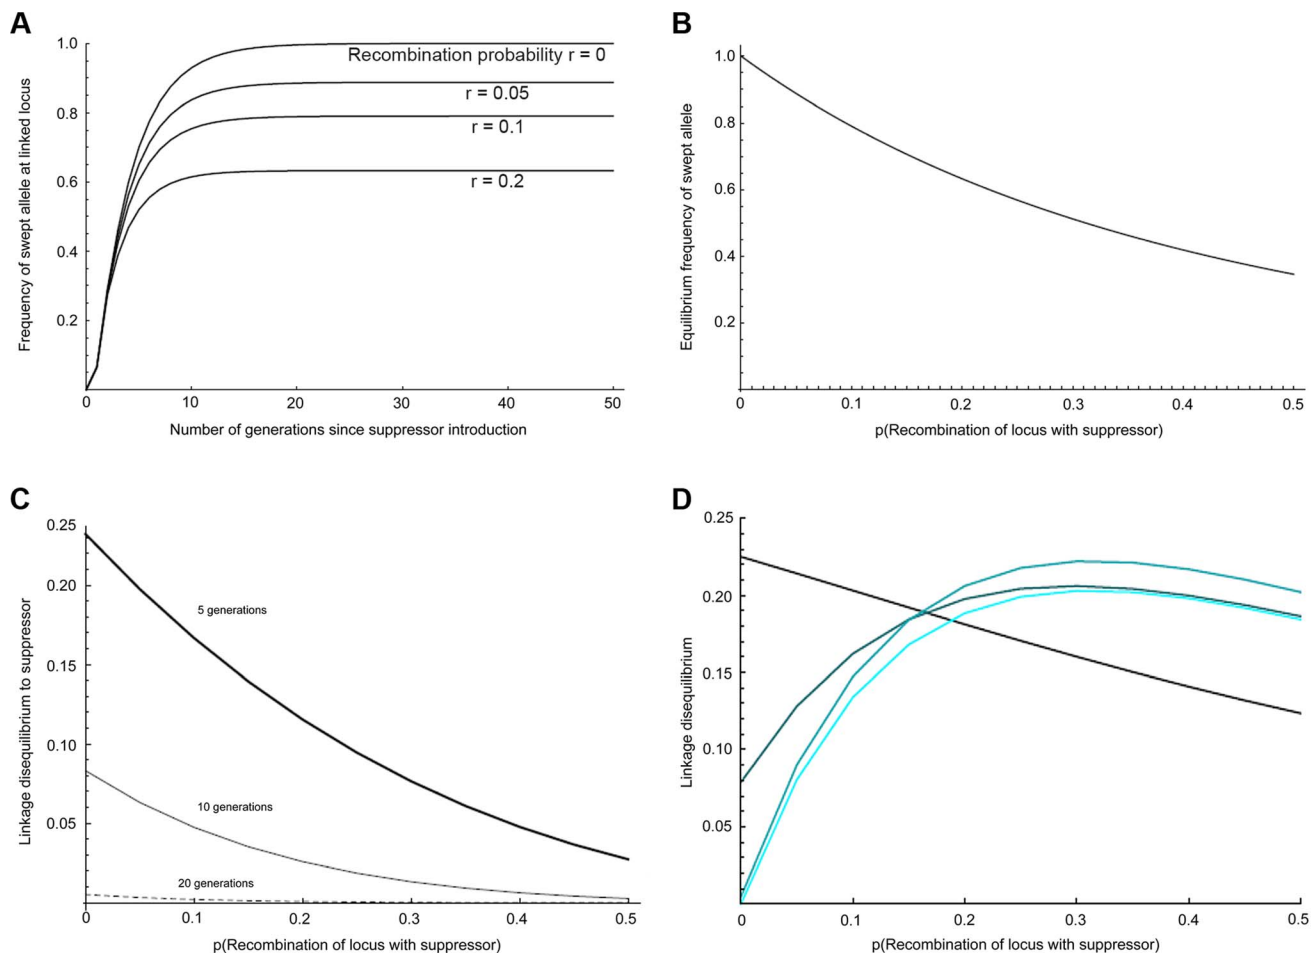 A
Frequency of swept allele at linked locus
1.0
0.8
0.6
0.4
0.2
Recombination probability r = 0
r = 0.05
r = 0.1
r = 0.2
0 10 20 30 40 50
Number of generations since suppressor introduction
B
Equilibrium frequency of swept allele
1.0
0.8
0.6
0.4
0.2
0 0.1 0.2 0.3 0.4 0.5
p(Recombination of locus with suppressor)
C
Linkage disequilibrium to suppressor
0.25
0.20
0.15
0.10
0.05
5 generations
10 generations
20 generations
0 0.1 0.2 0.3 0.4 0.5
p(Recombination of locus with suppressor)
D
Linkage disequilibrium
0.25
0.20
0.15
0.10
0.05
0 0.1 0.2 0.3 0.4 0.5
p(Recombination of locus with suppressor)